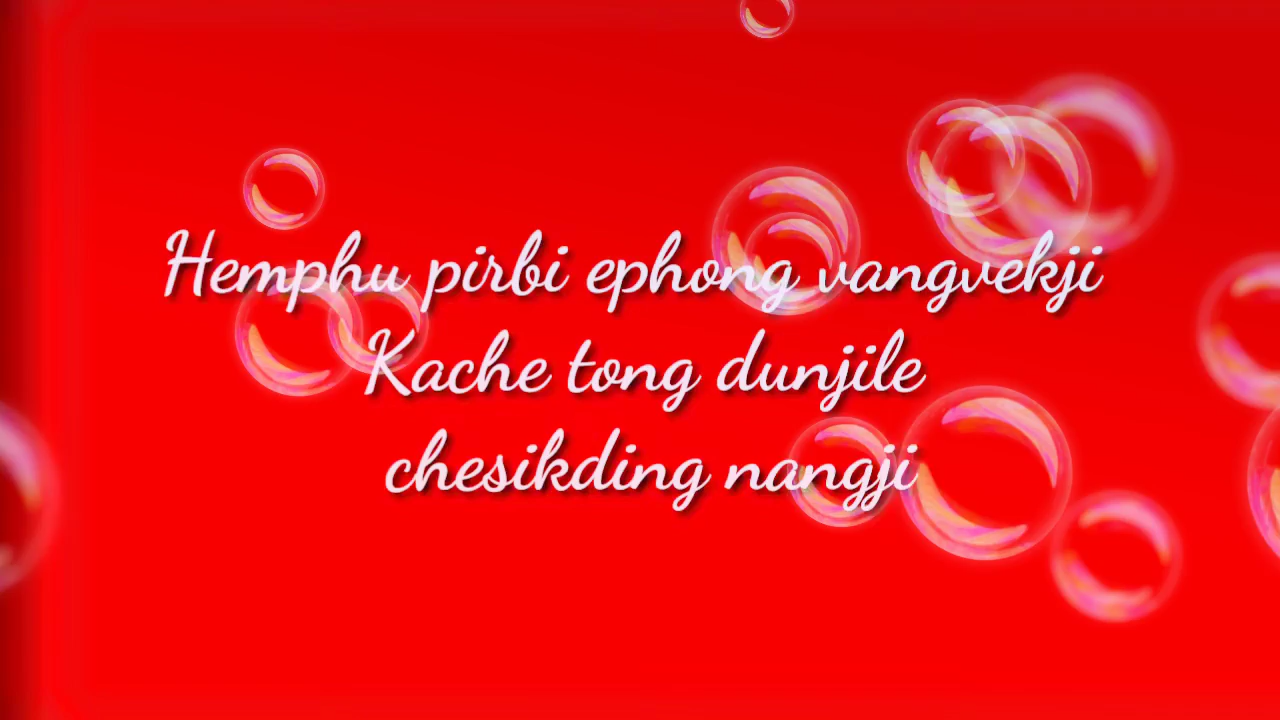 Hemphu pirbi ephong vangvekji
Kache tong dunjile
chesikding nangji